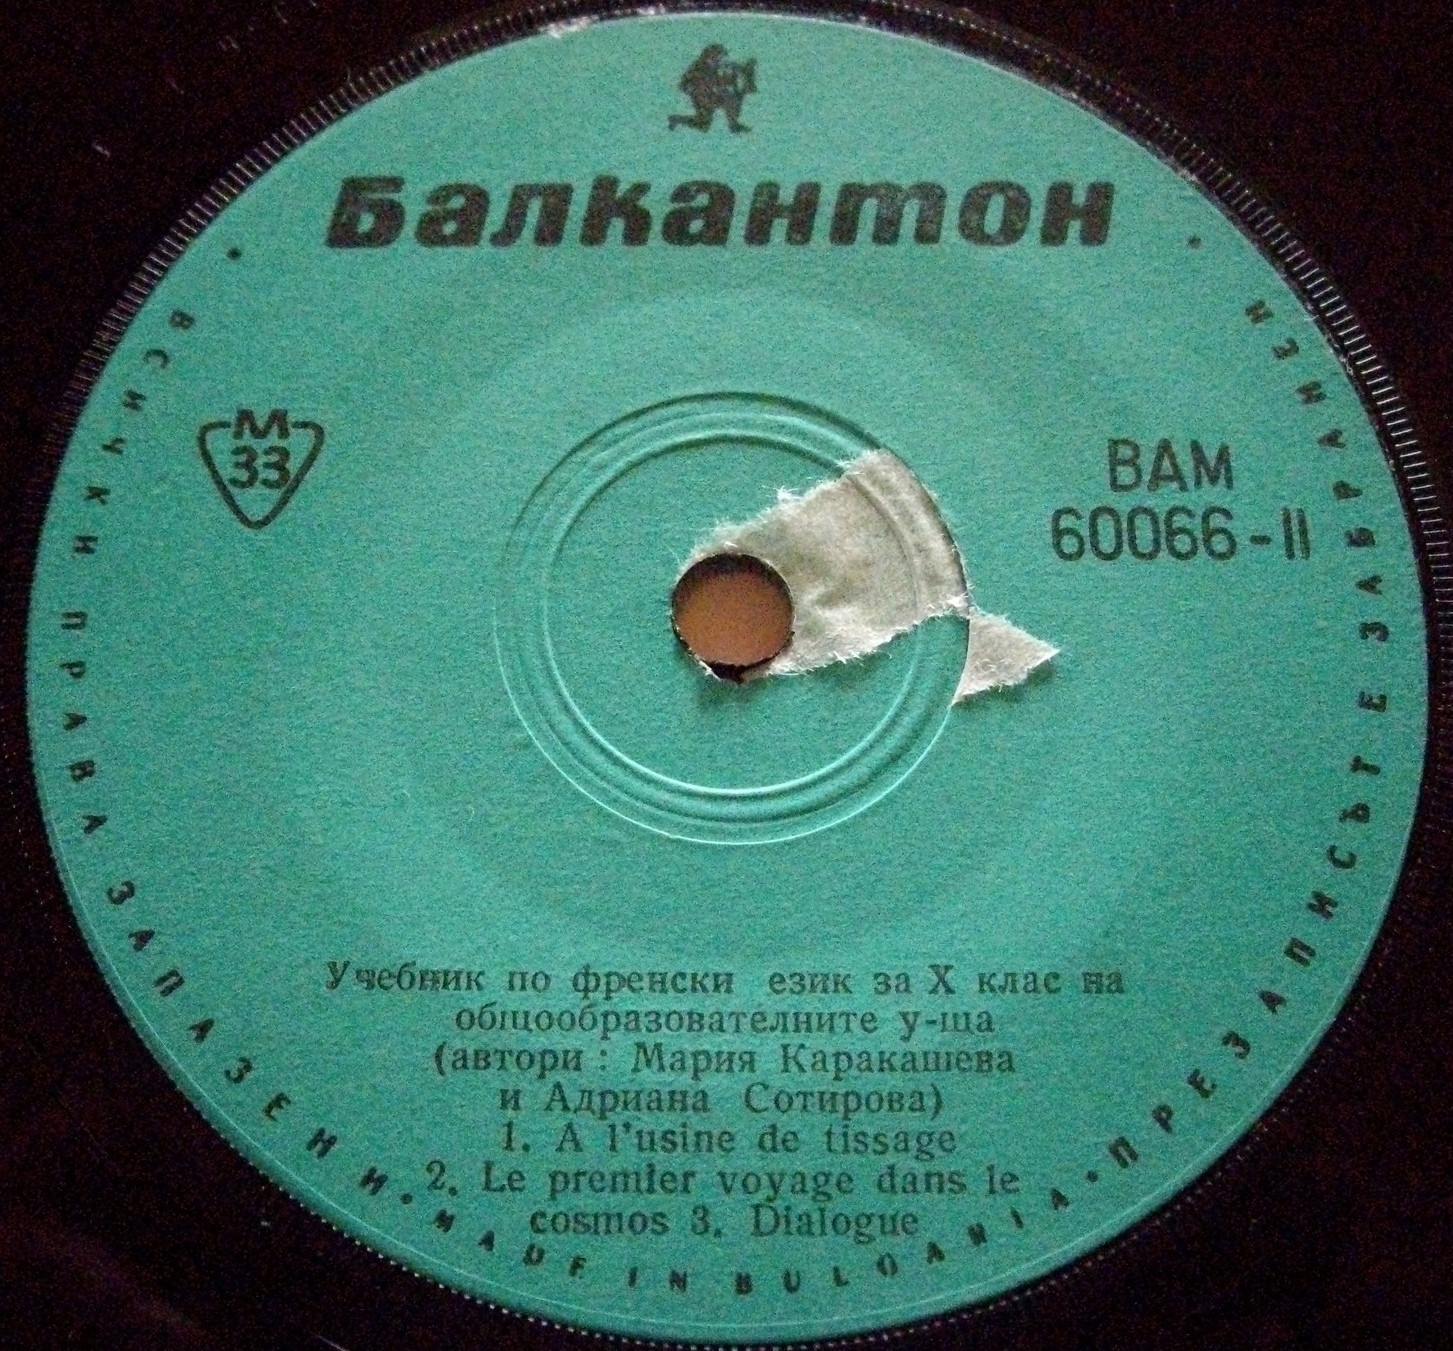 Балкантон
М
33
ВАМ
60066-II
Учебник по френски език за X клас на
общообразователните у-ща
(автори : Мария Каракашева
и Адриана Сотирова)
1. A l'usine de tissage
2. Le premier voyage dans le
cosmos 3. Dialogue
• ВСИЧКИ ПРАВА ЗАПАЗЕНИ • MADE IN BULGARIA • ПРЕЗАПИСЪТ Е ЗАБРАНЕН •